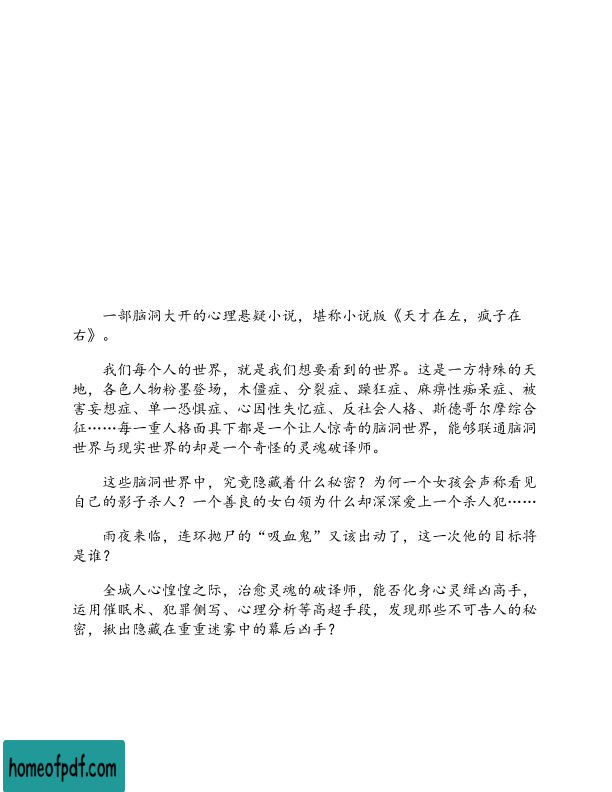 一部脑洞大开的心理悬疑小说，堪称小说版《天才在左，疯子在
右》。
我们每个人的世界，就是我们想要看到的世界。这是一方特殊的天
地，各色人物粉墨登场，木僵症、分裂症、躁狂症、麻痹性痴呆症、被
害妄想症、单一恐惧症、心因性失忆症、反社会人格、斯德哥尔摩综合
征……每一重人格面具下都是一个让人惊奇的脑洞世界，能够联通脑洞
世界与现实世界的却是一个奇怪的灵魂破译师。
这些脑洞世界中，究竟隐藏着什么秘密？为何一个女孩会声称看见
自己的影子杀人？一个善良的女白领为什么却深深爱上一个杀人犯……
雨夜来临，连环抛尸的“吸血鬼”又该出动了，这一次他的目标将
是谁？
全城人心惶惶之际，治愈灵魂的破译师，能否化身心灵缉凶高手，
运用催眠术、犯罪侧写、心理分析等高超手段，发现那些不可告人的秘
密，揪出隐藏在重重迷雾中的幕后凶手？
homeofpdf.com